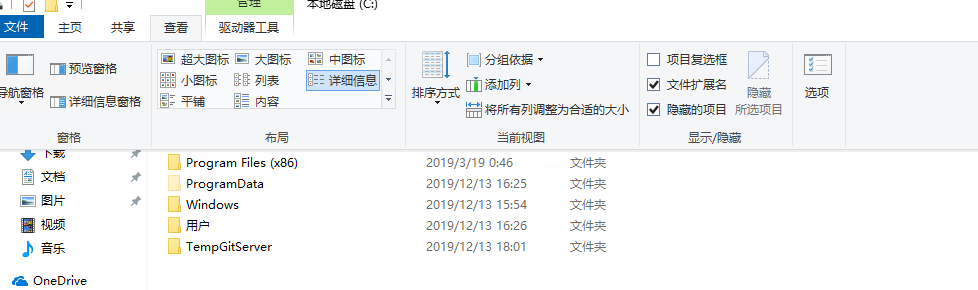 管理
本地磁盘 (C:)
文件
主页
共享
查看
驱动器工具
导航窗格
预览窗格
详细信息窗格
窗格
超大图标
大图标
中图标
小图标
列表
详细信息
平铺
内容
布局
排序方式
分组依据
添加列
将所有列调整为合适的大小
当前视图
项目复选框
文件扩展名
隐藏的项目
隐藏
所选项目
显示/隐藏
选项
下载
文档
图片
视频
音乐
OneDrive
Program Files (x86) 2019/3/19 0:46 文件夹
ProgramData 2019/12/13 16:25 文件夹
Windows 2019/12/13 15:54 文件夹
用户 2019/12/13 16:26 文件夹
TempGitServer 2019/12/13 18:01 文件夹